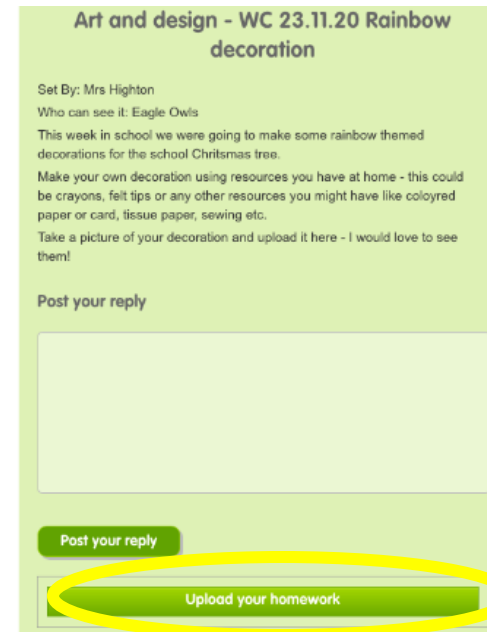 Art and design - WC 23.11.20 Rainbow
decoration
Set By: Mrs Highton
Who can see it: Eagle Owls
This week in school we were going to make some rainbow themed
decorations for the school Chritsmas tree.
Make your own decoration using resources you have at home - this could
be crayons, felt tips or any other resources you might have like coloyred
paper or card, tissue paper, sewing etc.
Take a picture of your decoration and upload it here - I would love to see
them!
Post your reply
Post your reply
Upload your homework